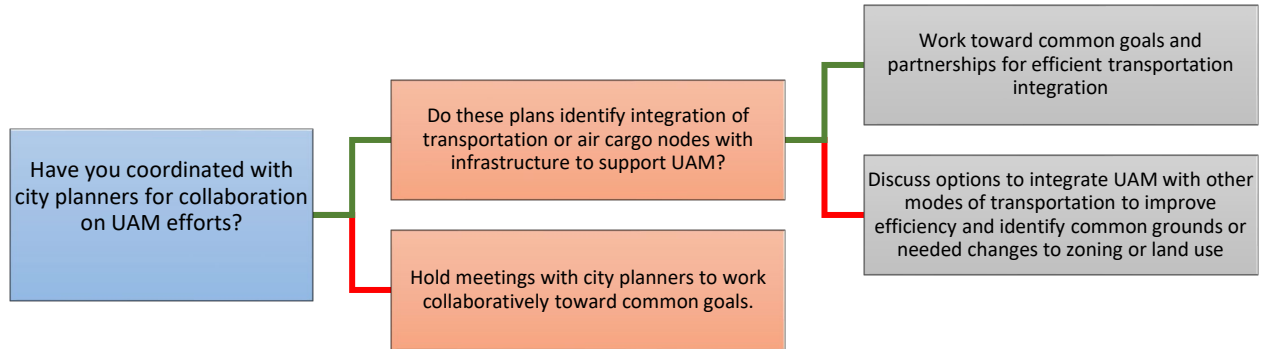 Have you coordinated with
city planners for collaboration
on UAM efforts?
Do these plans identify integration of
transportation or air cargo nodes with
infrastructure to support UAM?
Hold meetings with city planners to work
collaboratively toward common goals.
Work toward common goals and
partnerships for efficient transportation
integration
Discuss options to integrate UAM with other
modes of transportation to improve
efficiency and identify common grounds or
needed changes to zoning or land use